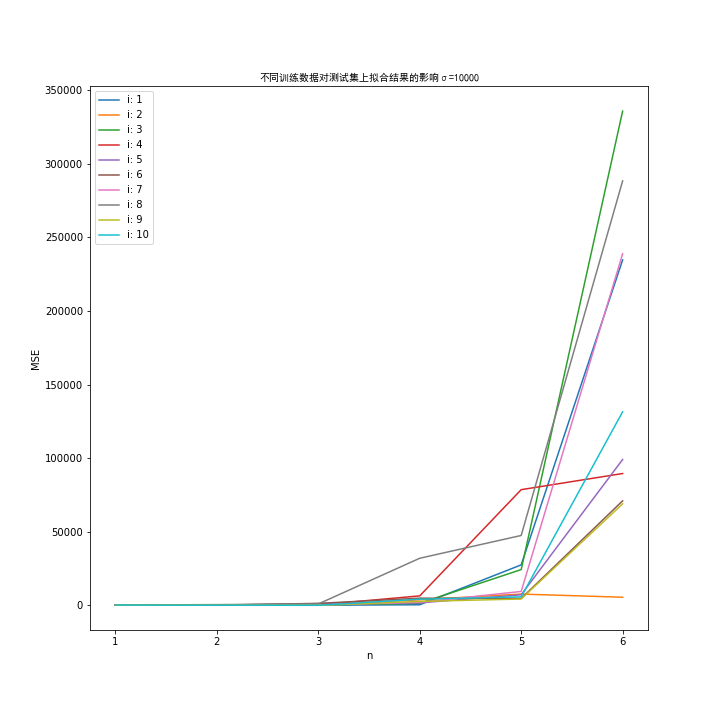 不同训练数据对测试集上拟合结果的影响 σ=10000
350000
300000
250000
200000
150000
100000
50000
0
MSE
i: 1
i: 2
i: 3
i: 4
i: 5
i: 6
i: 7
i: 8
i: 9
i: 10
1 2 3 4 5 6
n